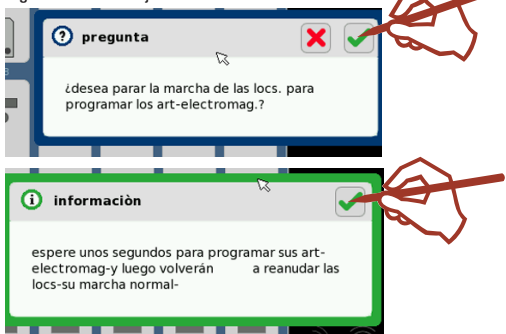 pregunta
¿desea parar la marcha de las locs. para
programar los art-electromag.?
informaciòn
espere unos segundos para programar sus art-
electromag-y luego volverán a reanudar las
locs-su marcha normal-